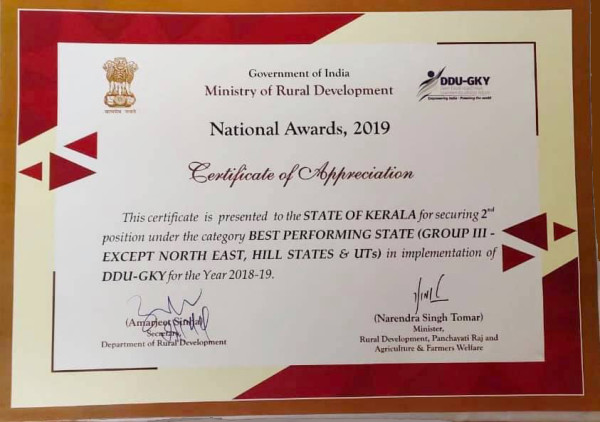 Government of India
Ministry of Rural Development
DDU-GKY
National Awards, 2019
Certificate of Appreciation
This certificate is presented to the STATE OF KERALA for securing 2nd
position under the category BEST PERFORMING STATE (GROUP III -
EXCEPT NORTH EAST, HILL STATES & UTs) in implementation of
DDU-GKY for the Year 2018-19.
(Amarjeet Sinha)
Secretary,
Department of Rural Development
(Narendra Singh Tomar)
Minister,
Rural Development, Panchayati Raj and
Agriculture & Farmers Welfare